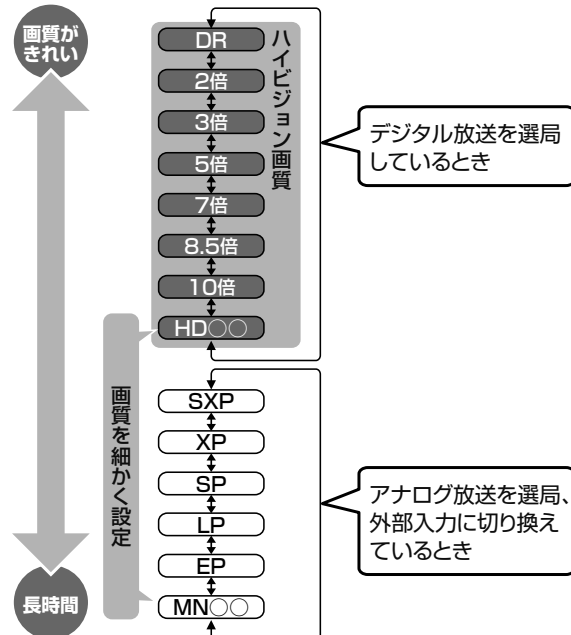 画質が
きれい
DR
2倍
3倍
5倍
7倍
8.5倍
10倍
HD○○
ハイビジョン画質
デジタル放送を選局
しているとき
画質を細かく設定
SXP
XP
SP
LP
EP
MN○○
アナログ放送を選局、
外部入力に切り換え
ているとき
長時間